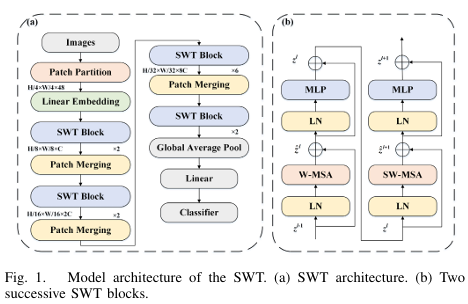 (a)
Images
Patch Partition
H/4×W/4×48
Linear Embedding
SWT Block
H/8×W/8×C
×2
Patch Merging
SWT Block
H/16×W/16×2C
×2
Patch Merging
SWT Block
H/32×W/32×8C
×6
Patch Merging
SWT Block
×2
Global Average Pool
Linear
Classifier
(b)
z^l
MLP
LN
ẑ^l
W-MSA
LN
z^{l-1}
z^{l+1}
MLP
LN
ẑ^{l+1}
SW-MSA
LN
z^l
Fig. 1. Model architecture of the SWT. (a) SWT architecture. (b) Two
successive SWT blocks.